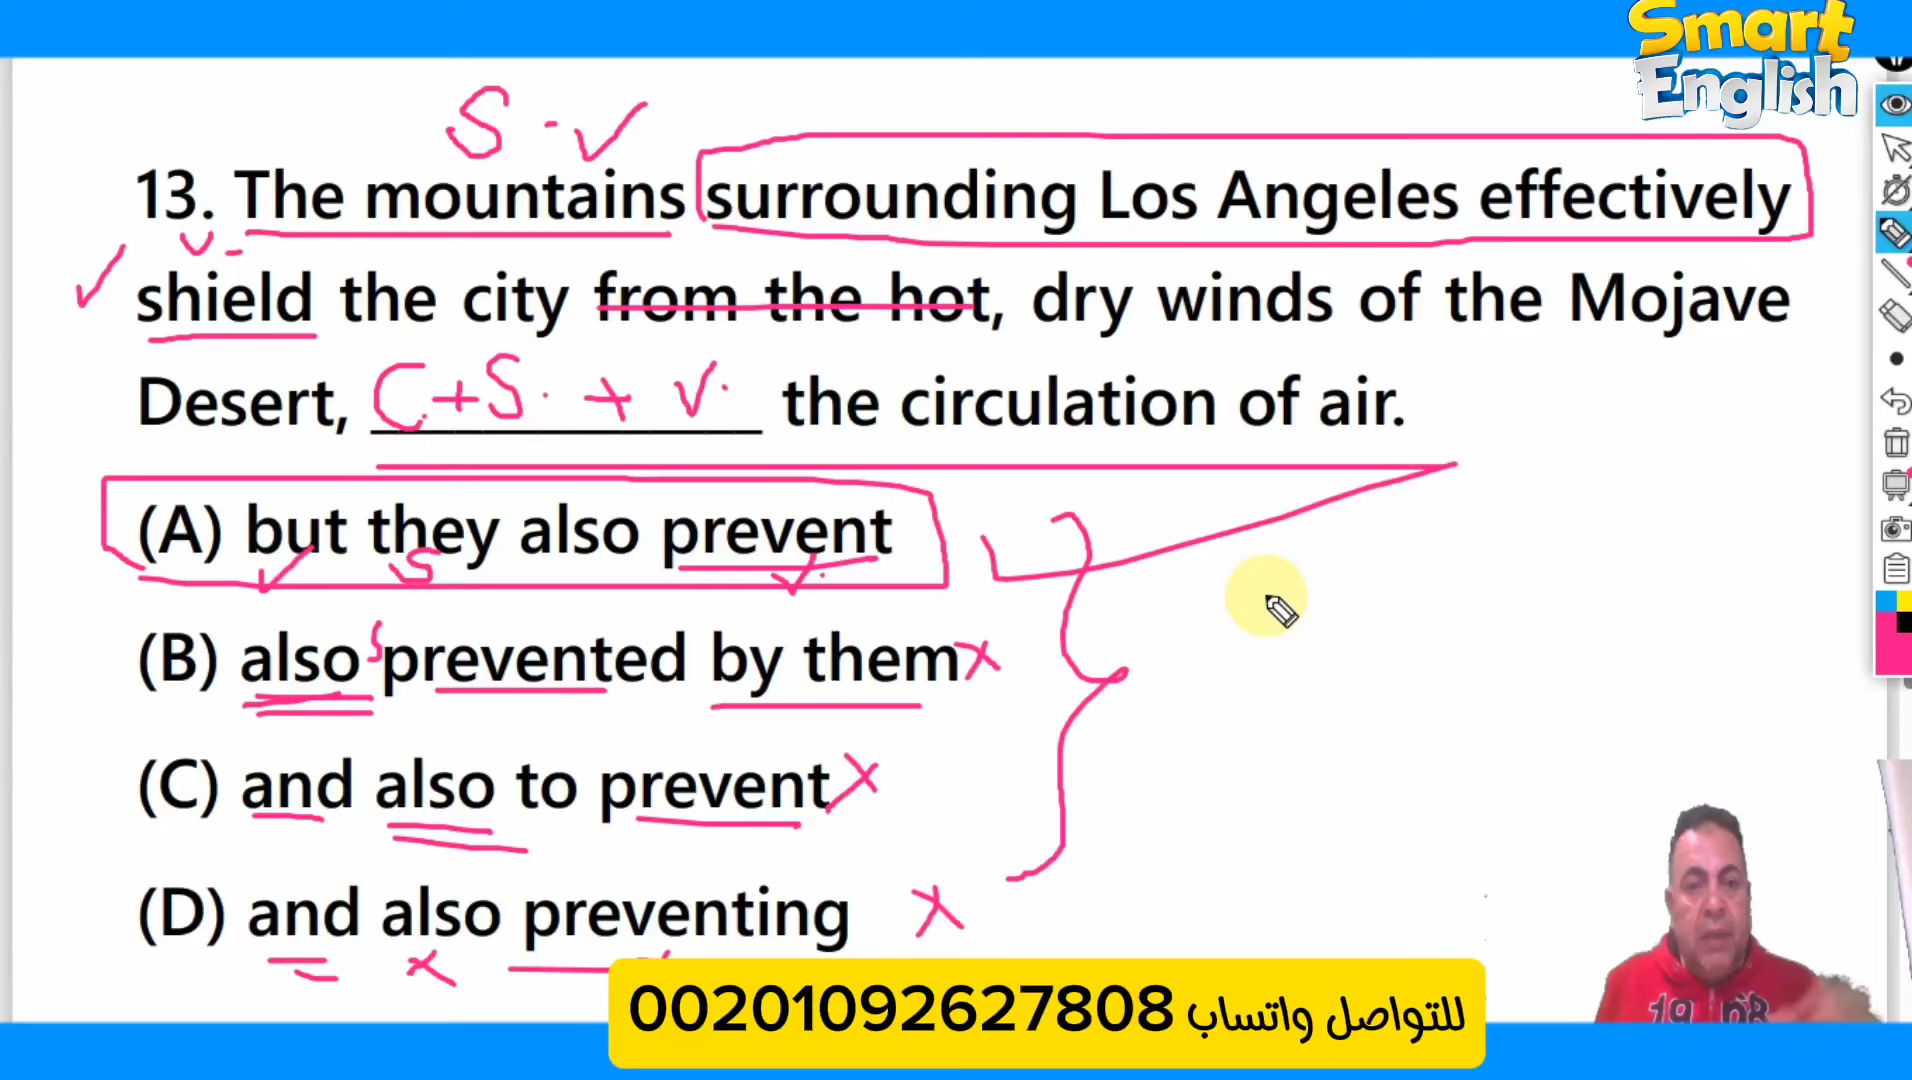 Smart
English
S . V
13. The mountains surrounding Los Angeles effectively
V
shield the city from the hot, dry winds of the Mojave
Desert, C + S. + V. the circulation of air.
(A) but they also prevent
S V.
(B) also prevented by them x
S
(C) and also to prevent x
(D) and also preventing x
x
للتواصل واتساب 00201092627808
19 08